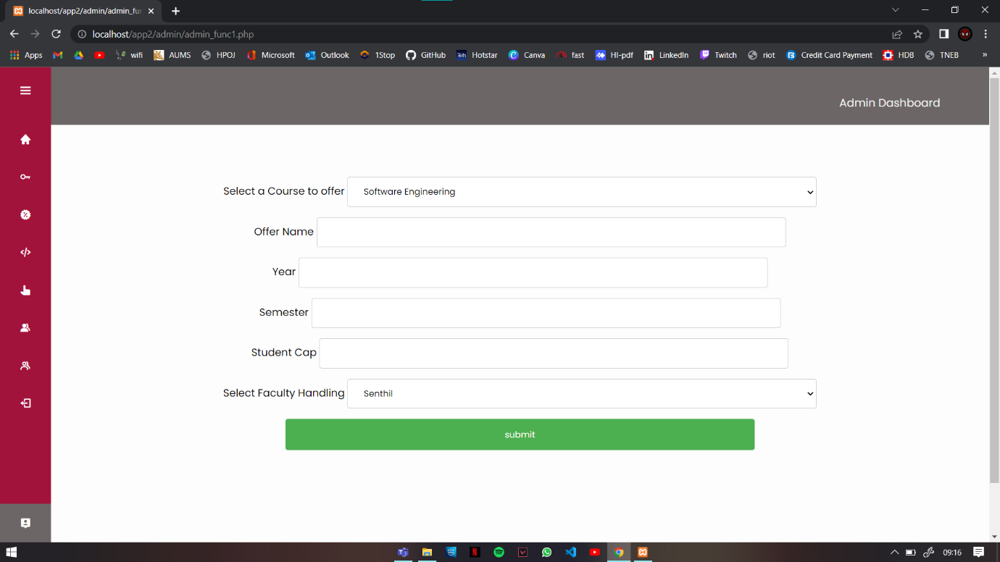 localhost/app2/admin/admin_fu
localhost/app2/admin/admin_func1.php
Apps wifi AUMS HPOJ Microsoft Outlook 1Stop GitHub Hotstar Canva fast HI-pdf LinkedIn Twitch riot Credit Card Payment HDB TNEB »
Admin Dashboard
Select a Course to offer Software Engineering
Offer Name
Year
Semester
Student Cap
Select Faculty Handling Senthil
submit
09:16